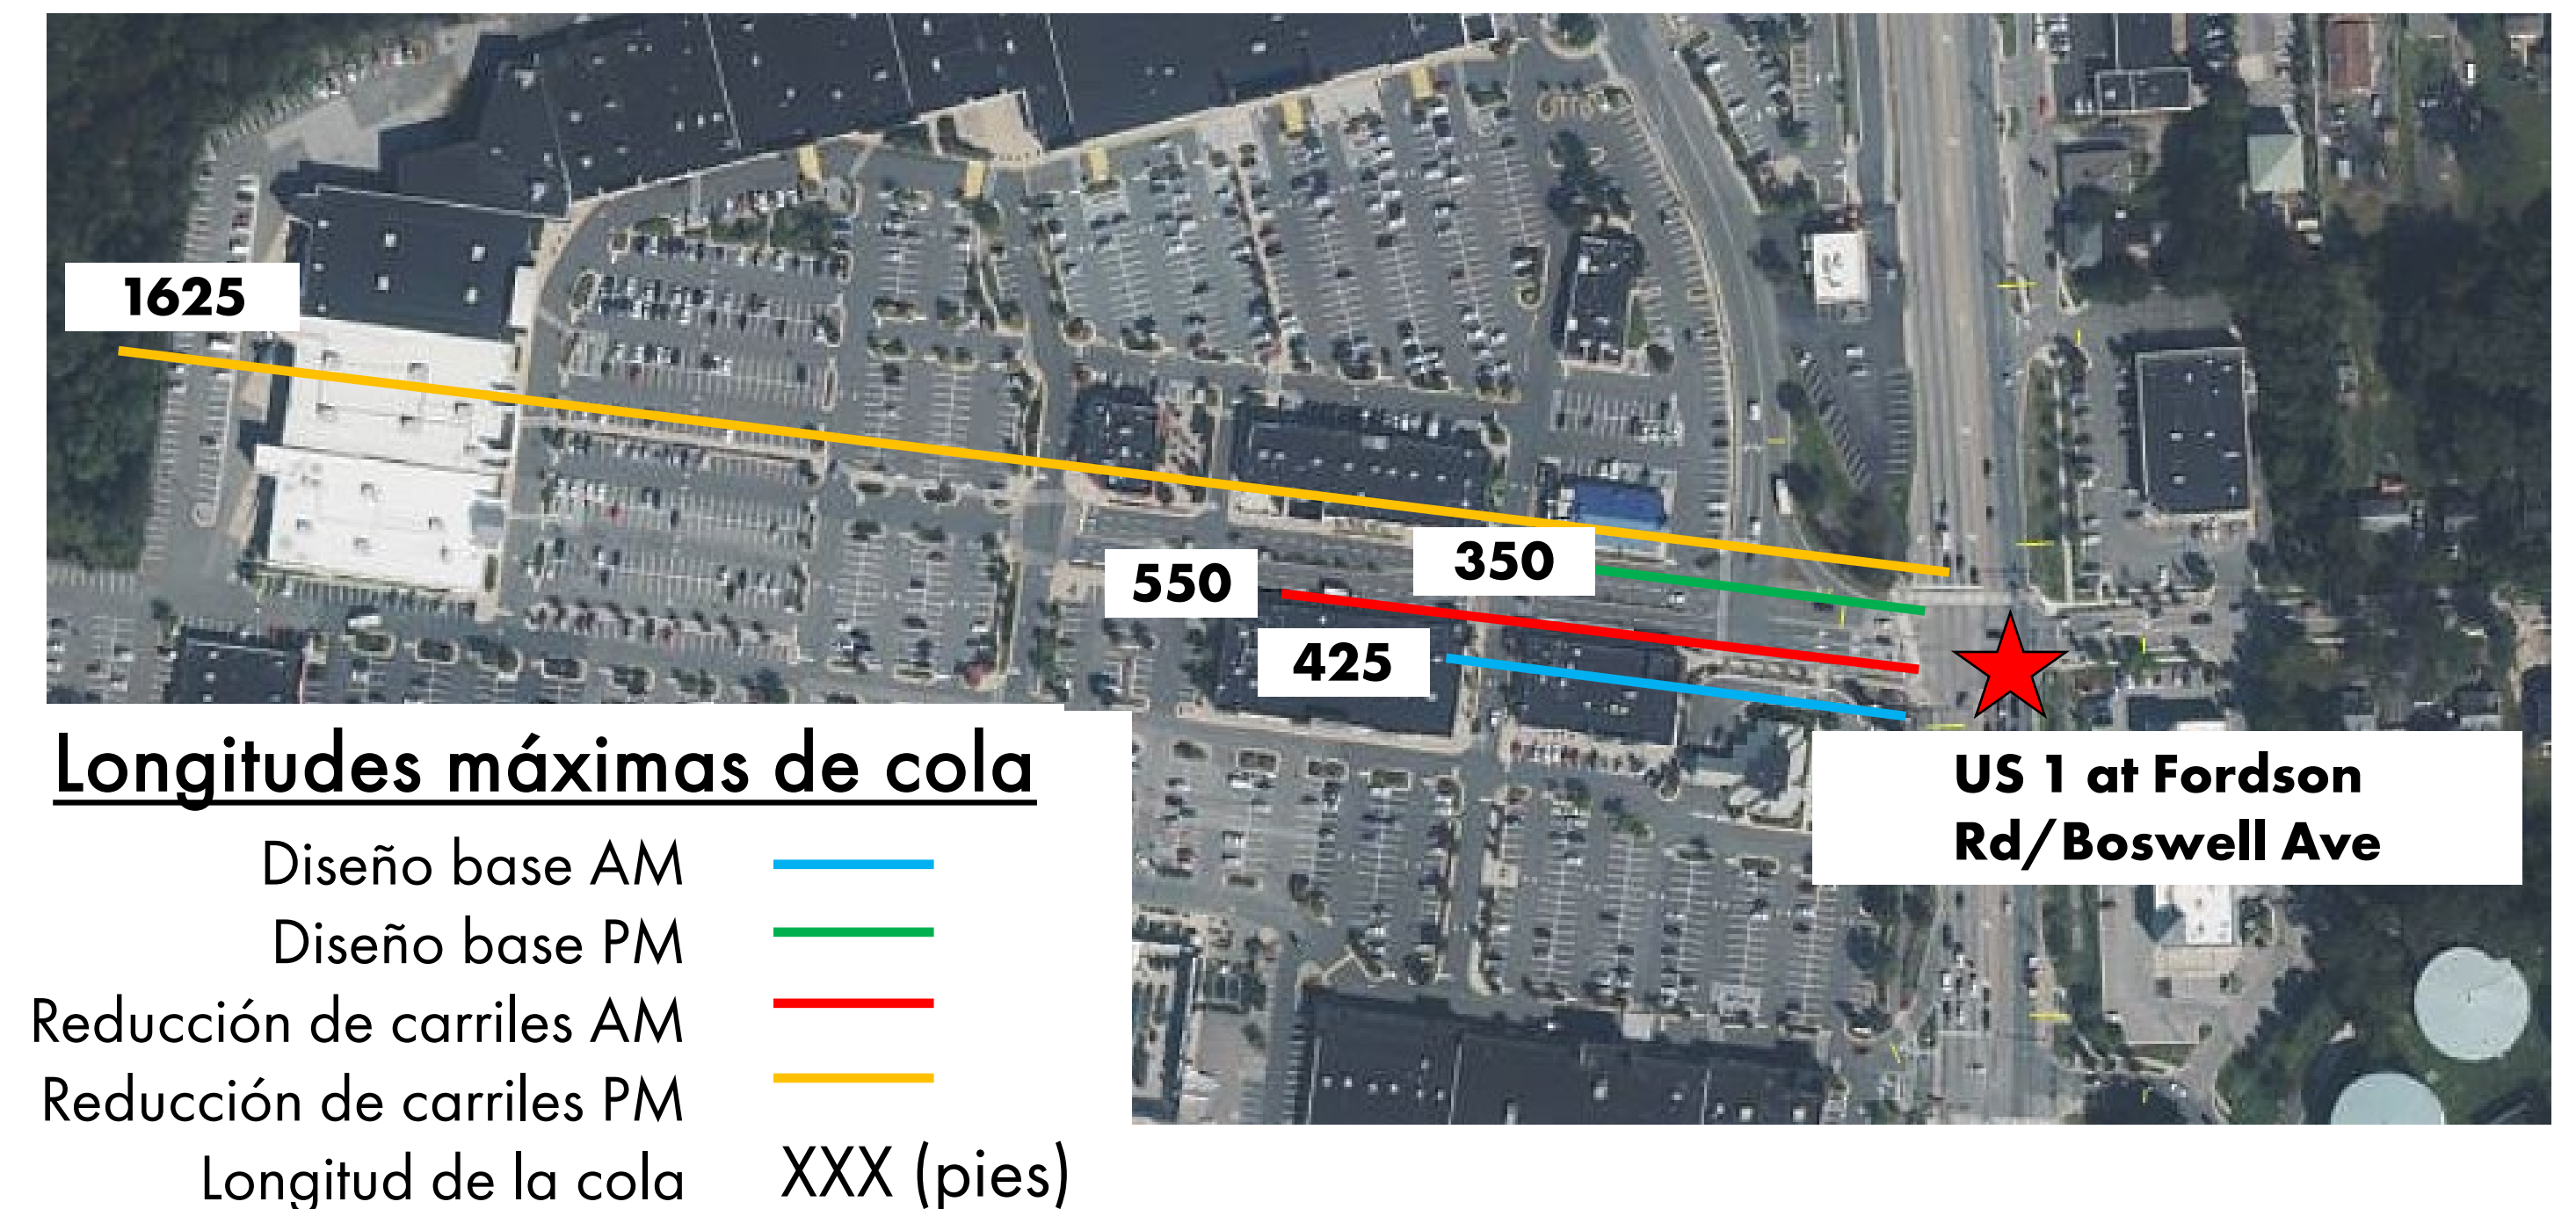 1625
350
550
425
US 1 at Fordson
Rd/Boswell Ave
Longitudes máximas de cola
Diseño base AM
Diseño base PM
Reducción de carriles AM
Reducción de carriles PM
Longitud de la cola XXX (pies)